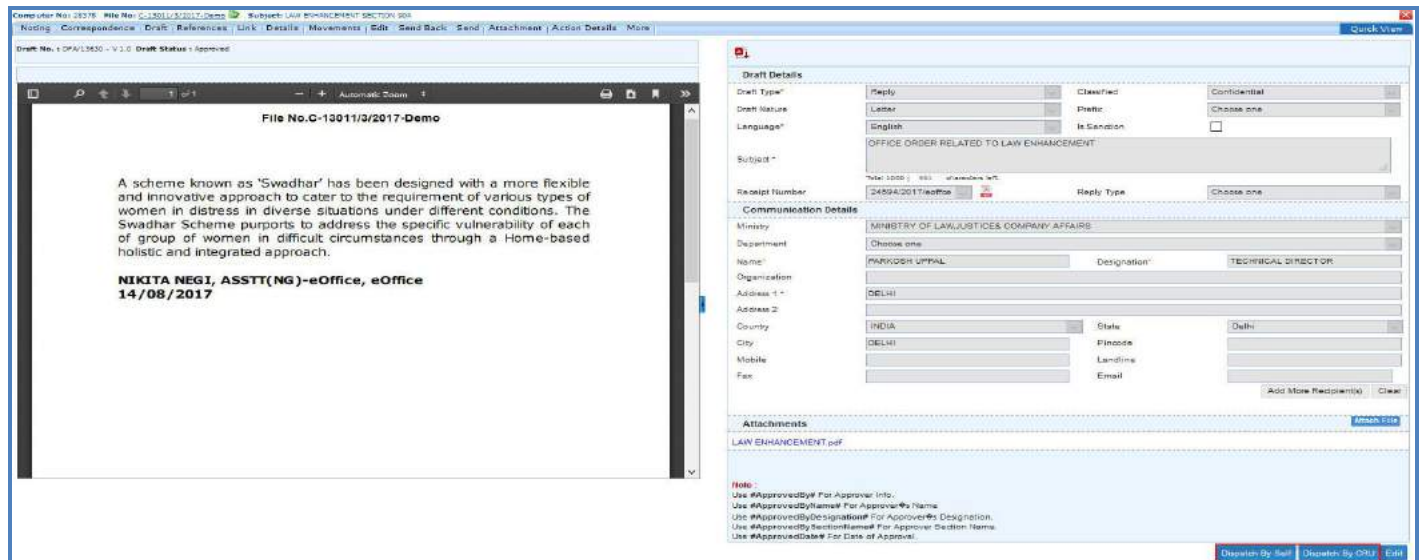 Computer No: 28378 File No: C-13011/3/2017-Demo Subject: LAW ENHANCEMENT SECTION 90A
Noting Correspondence Draft References Link Details Movements Edit Send Back Send Attachment Action Details More
Quick View
Draft No. : DFA/13630 - V 1.0 Draft Status : Approved
1 of 1 Automatic Zoom
File No.C-13011/3/2017-Demo
A scheme known as 'Swadhar' has been designed with a more flexible
and innovative approach to cater to the requirement of various types of
women in distress in diverse situations under different conditions. The
Swadhar Scheme purports to address the specific vulnerability of each
of group of women in difficult circumstances through a Home-based
holistic and integrated approach.
NIKITA NEGI, ASSTT(NG)-eOffice, eOffice
14/08/2017
Draft Details
Draft Type* Reply Classified Confidential
Draft Nature Letter Prefix Choose one
Language* English Is Sanction
Subject * OFFICE ORDER RELATED TO LAW ENHANCEMENT
Total 1000 | characters left
Receipt Number 24694/2017/eoffice Reply Type Choose one
Communication Details
Ministry MINISTRY OF LAW,JUSTICE& COMPANY AFFAIRS
Department Choose one
Name* PARKOSH UPPAL Designation* TECHNICAL DIRECTOR
Organization
Address 1 * DELHI
Address 2
Country INDIA State Delhi
City DELHI Pincode
Mobile Landline
Fax Email
Add More Recipient(s) Clear
Attachments Attach File
LAW ENHANCEMENT.pdf
Note :
Use #ApprovedBy# For Approver Info.
Use #ApprovedByName# For Approver�s Name
Use #ApprovedByDesignation# For Approver�s Designation.
Use #ApprovedBySectionName# For Approver Section Name.
Use #ApprovedDate# For Date of Approval.
Dispatch By Self Dispatch By CRU Edit